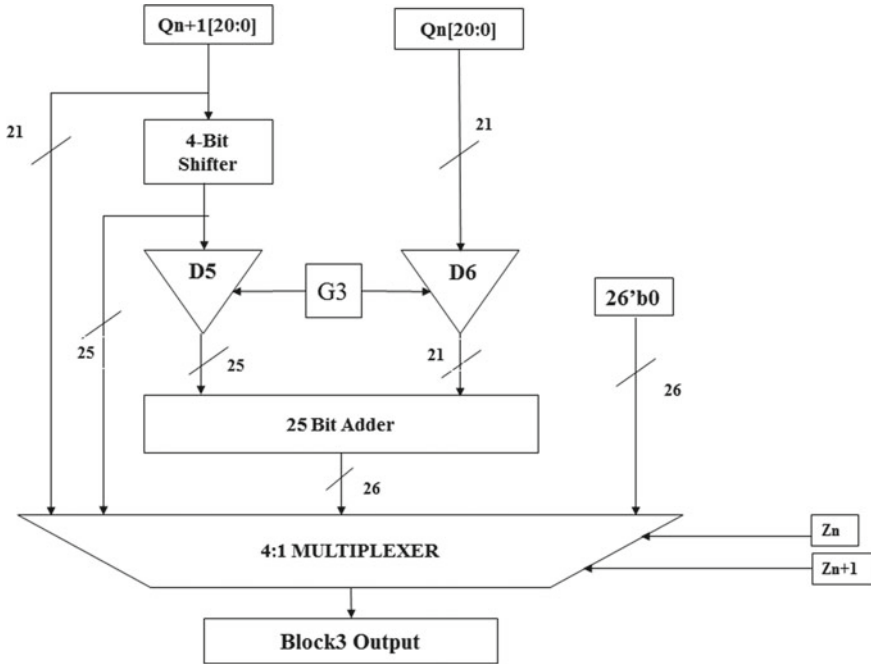 Qn+1[20:0]
Qn[20:0]
21
21
4-Bit
Shifter
D5
D6
G3
26’b0
25
25
21
26
25 Bit Adder
26
4:1 MULTIPLEXER
Zn
Zn+1
Block3 Output